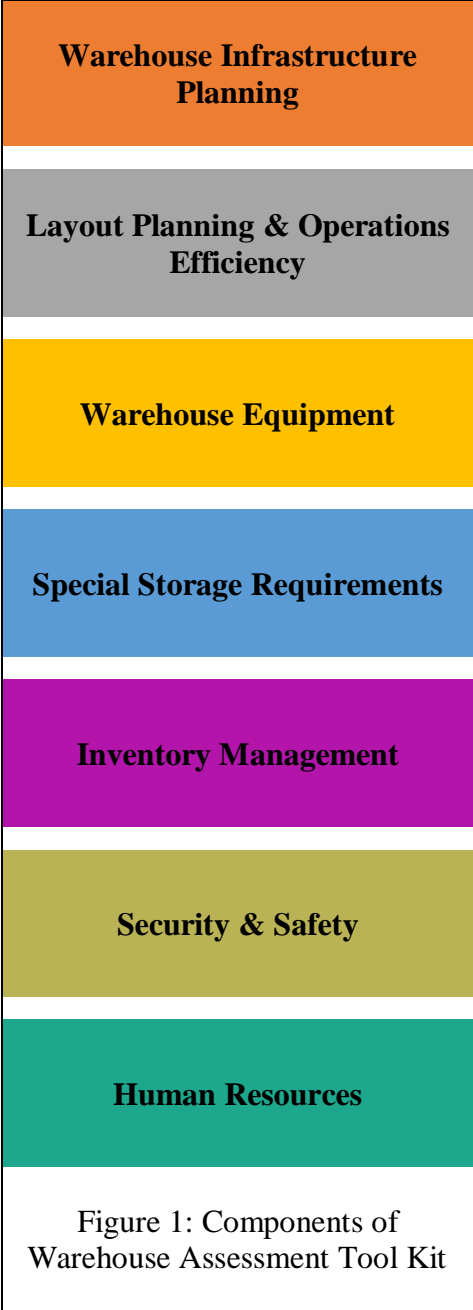 Warehouse Infrastructure
Planning
Layout Planning & Operations
Efficiency
Warehouse Equipment
Special Storage Requirements
Inventory Management
Security & Safety
Human Resources
Figure 1: Components of
Warehouse Assessment Tool Kit